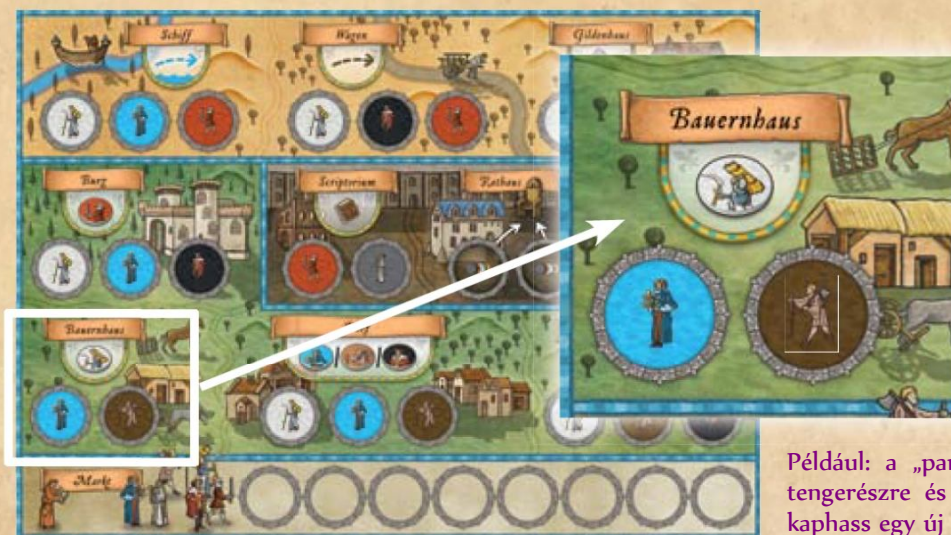 Schiff
Wagen
Gildenhaus
Bauernhaus
Burg
Scriptorium
Rathaus
Bauernhaus
Markt
Például: a „par
tengerészre és
kaphass egy új